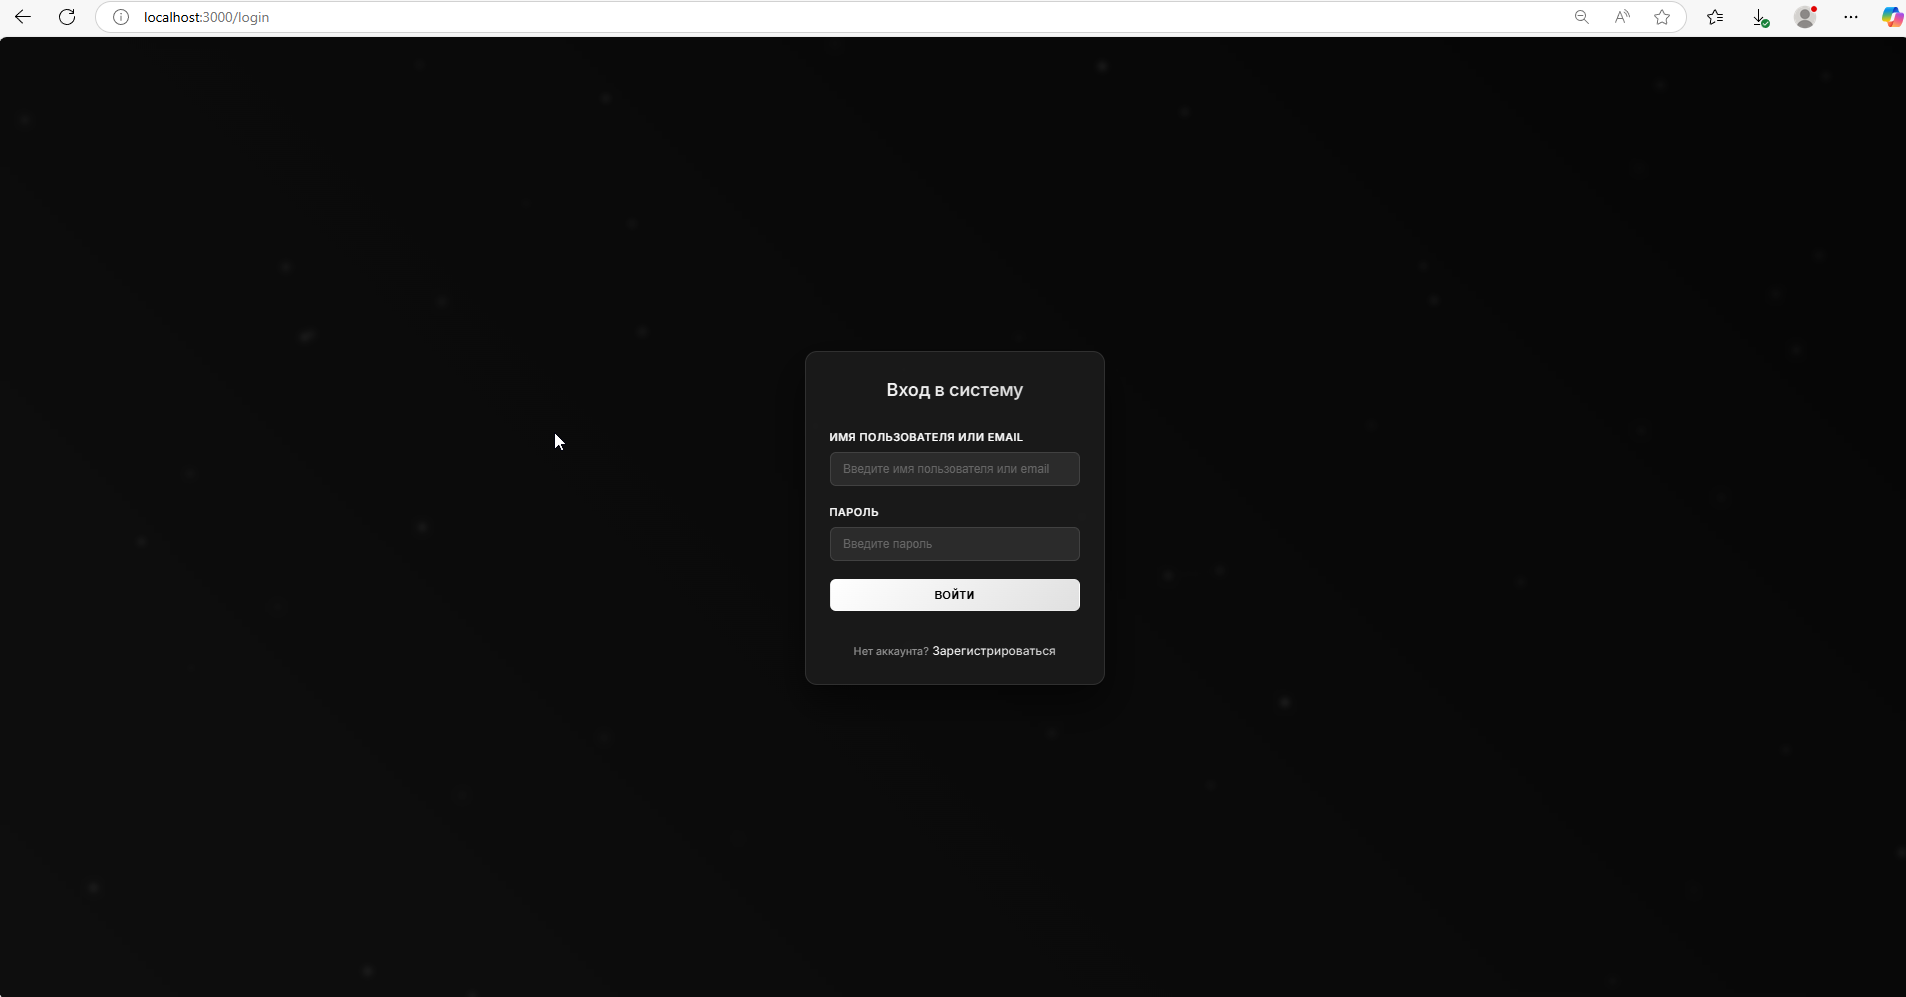 localhost:3000/login
Вход в систему
ИМЯ ПОЛЬЗОВАТЕЛЯ ИЛИ EMAIL
Введите имя пользователя или email
ПАРОЛЬ
Введите пароль
ВОЙТИ
Нет аккаунта? Зарегистрироваться